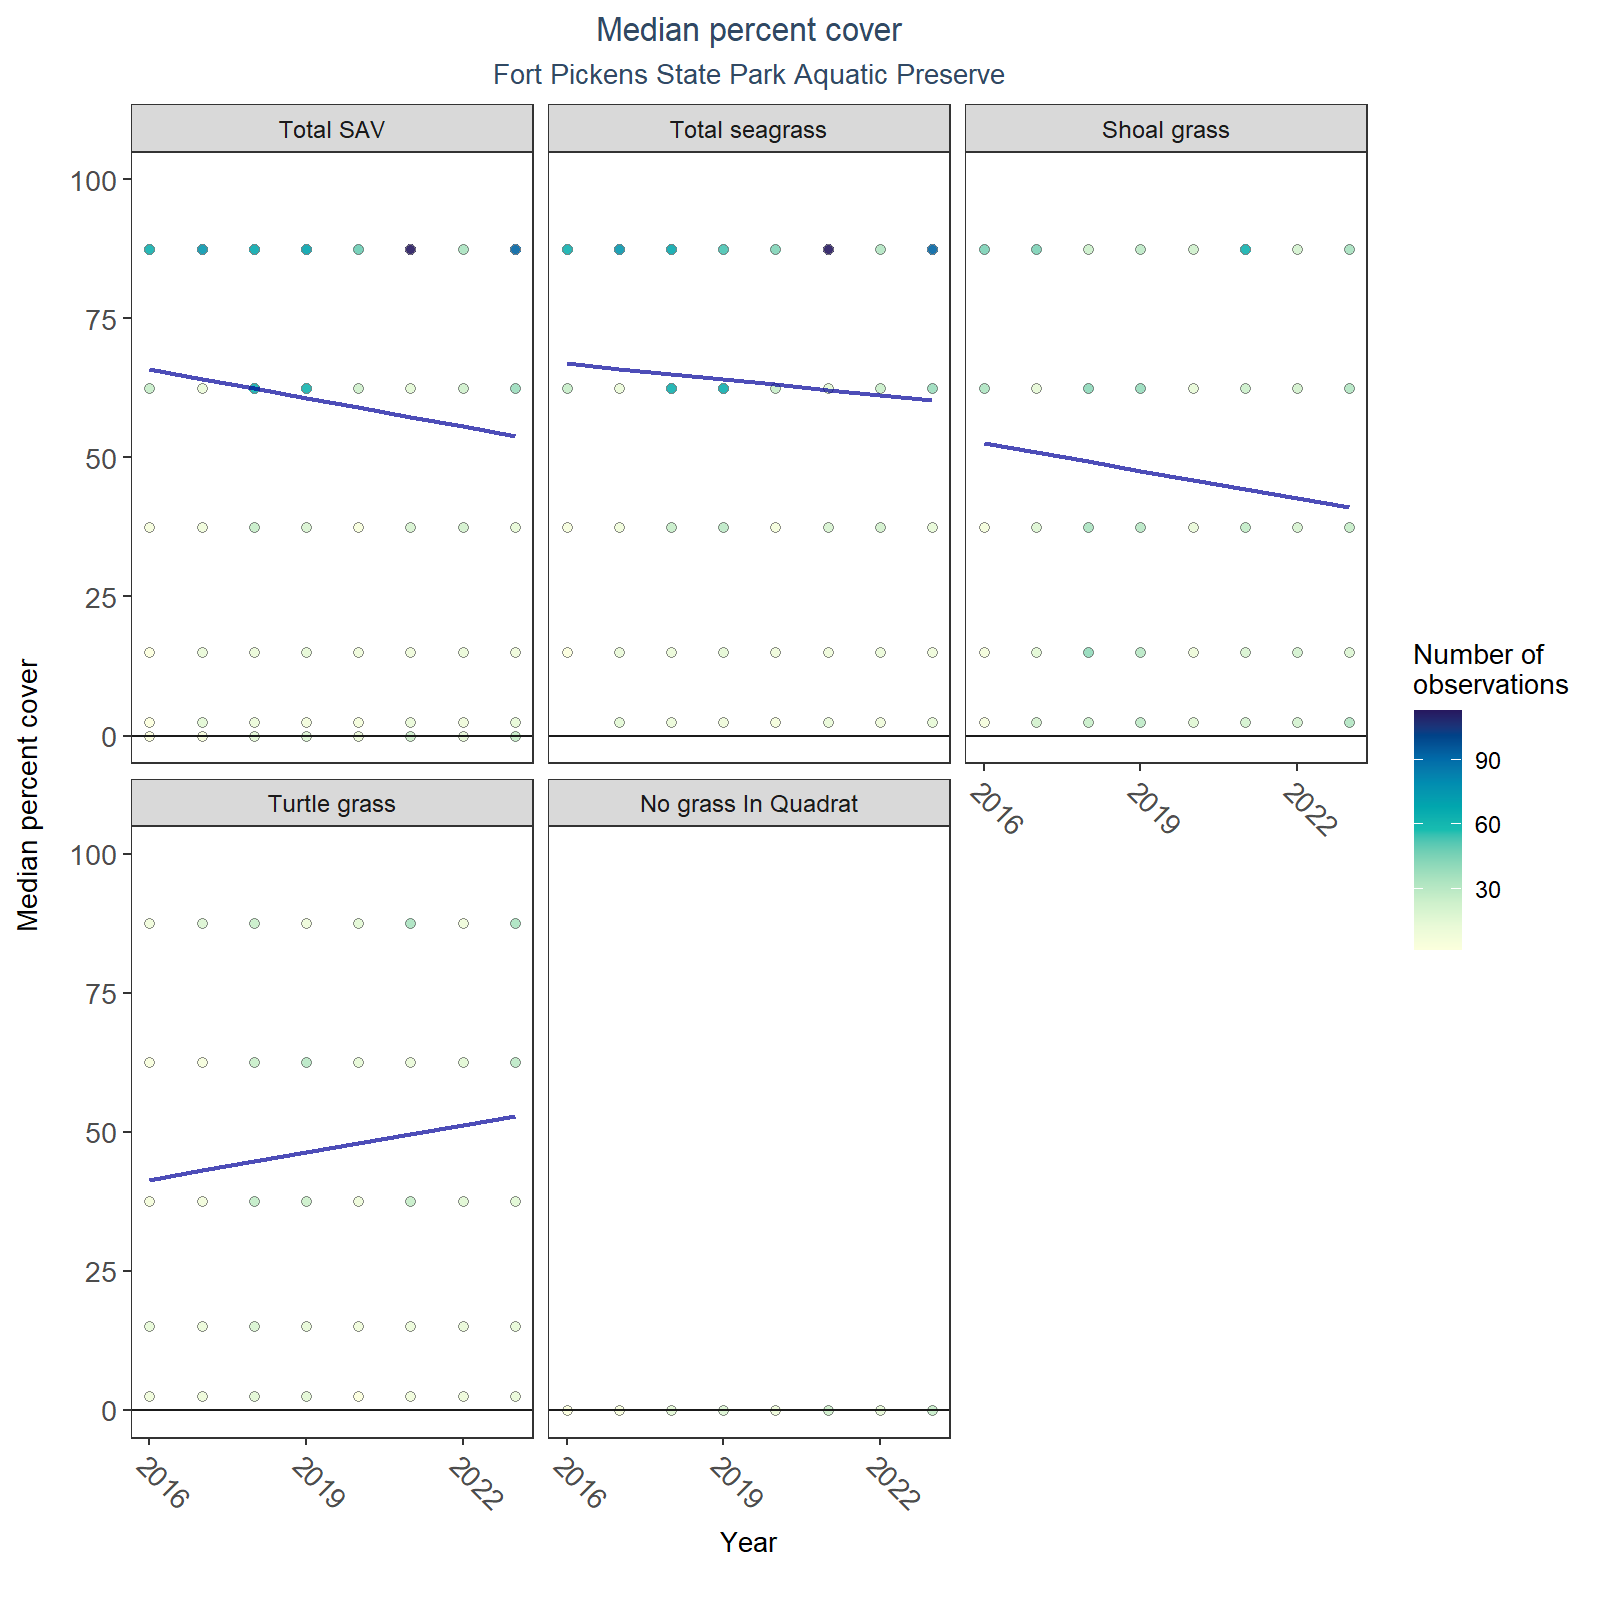 Median percent cover
Fort Pickens State Park Aquatic Preserve
Total SAV
Total seagrass
Shoal grass
100
75
50
25
0
2016
2019
2022
Turtle grass
No grass In Quadrat
100
75
50
25
0
2016
2019
2022
2016
2019
2022
Median percent cover
Year
Number of
observations
90
60
30